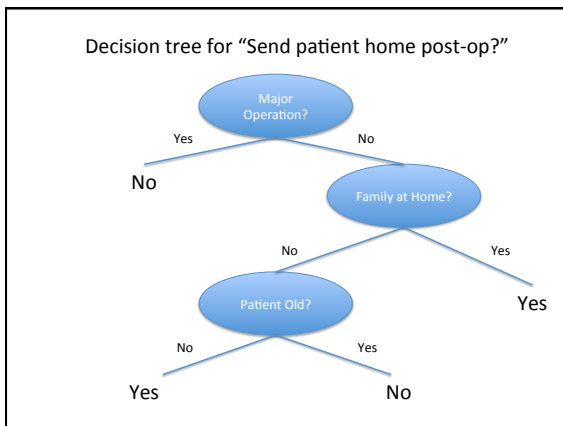 Decision tree for “Send patient home post-op?”
Major
Operation?
Yes
No
No
Family at Home?
No
Yes
Patient Old?
Yes
No
Yes
Yes
No